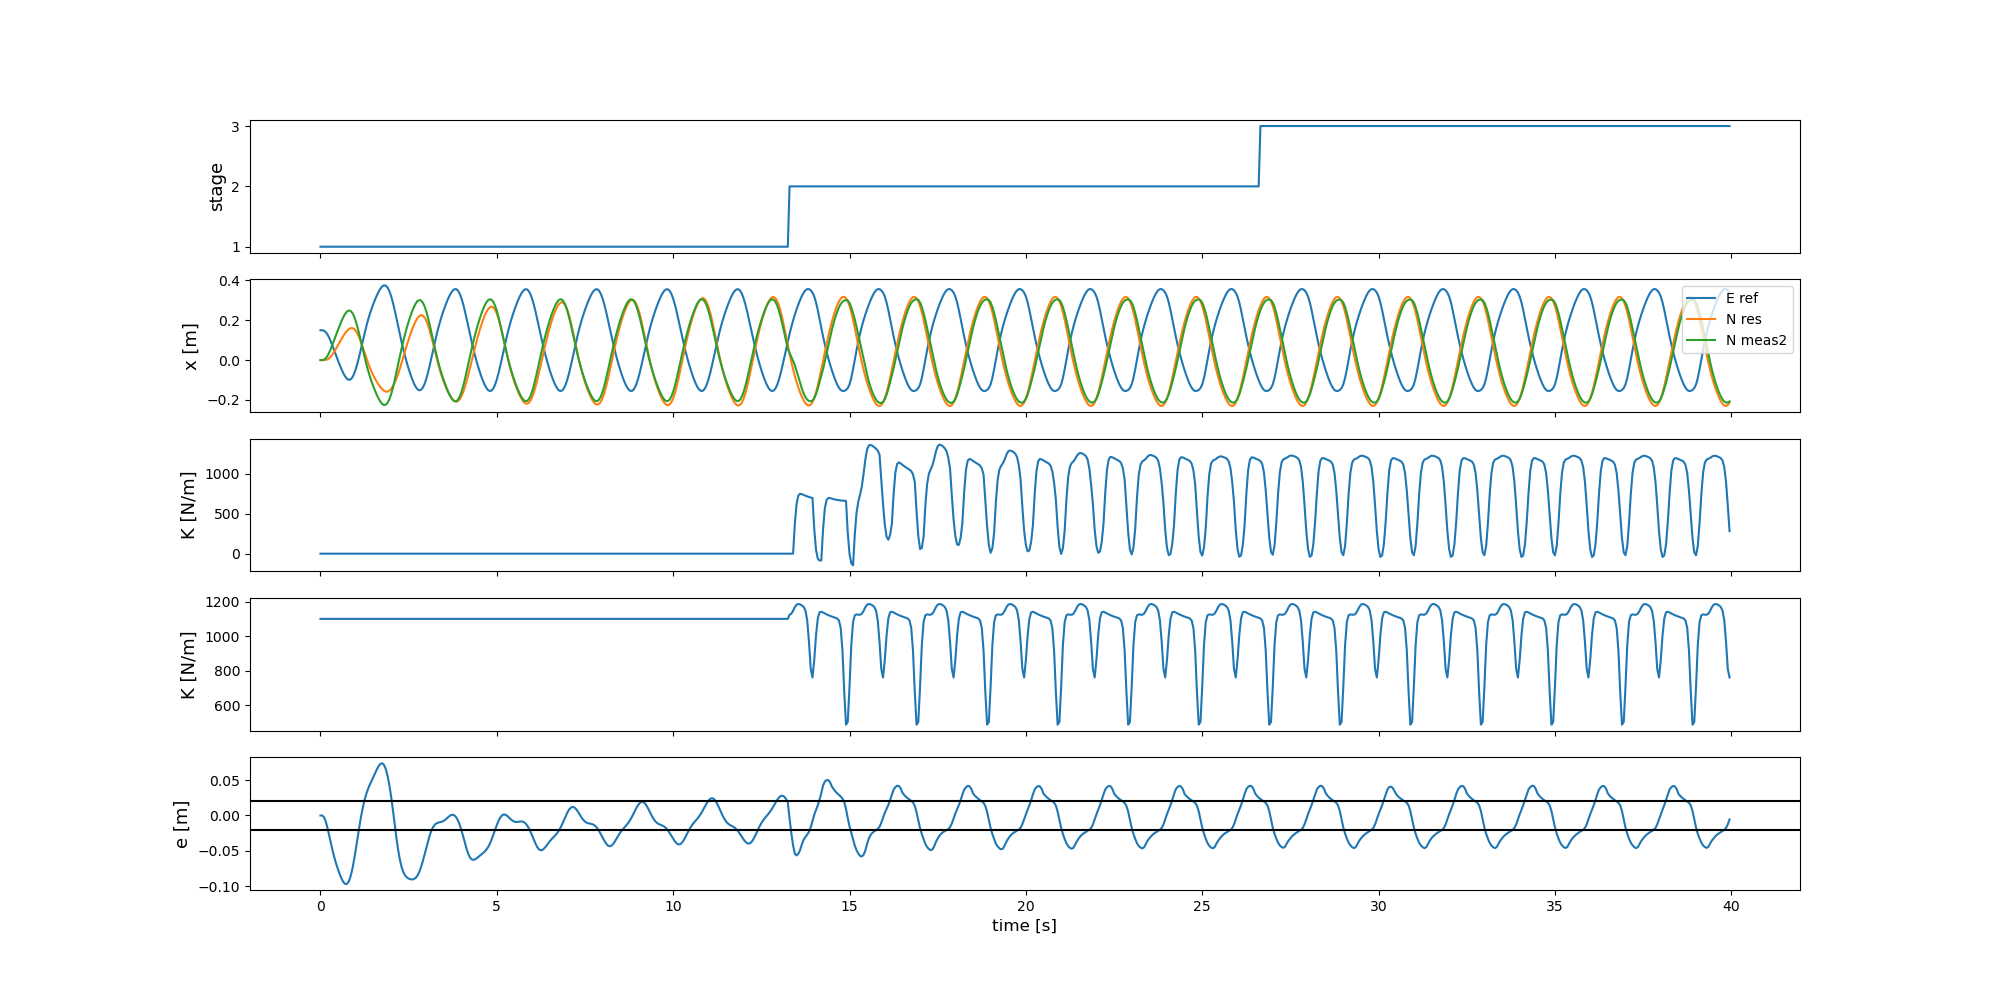 stage
3
2
1
x [m]
0.4
0.2
0.0
−0.2
E ref
N res
N meas2
K [N/m]
1000
500
0
K [N/m]
1200
1000
800
600
e [m]
0.05
0.00
−0.05
−0.10
0 5 10 15 20 25 30 35 40
time [s]